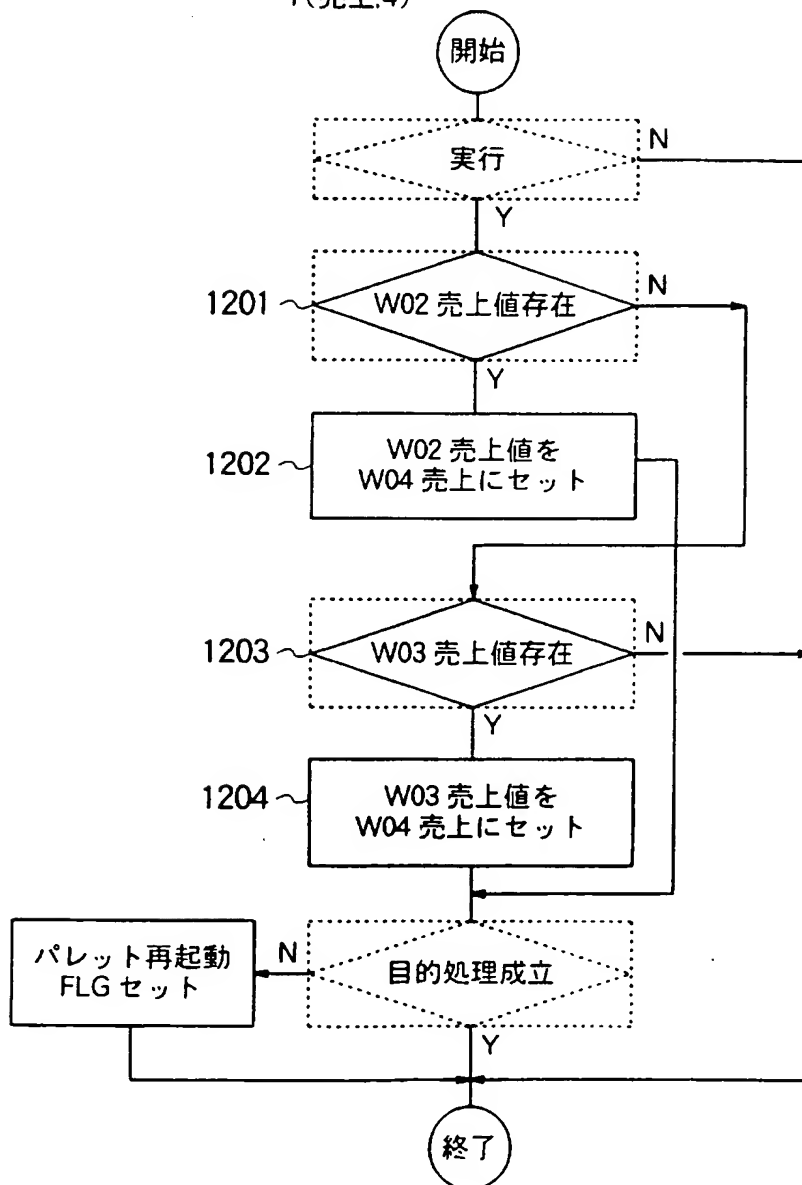 開始
実行
N
Y
1201
W02 売上値存在
N
Y
1202
W02 売上値を
W04 売上にセット
1203
W03 売上値存在
N
Y
1204
W03 売上値を
W04 売上にセット
パレット再起動
FLG セット
N
目的処理成立
Y
終了